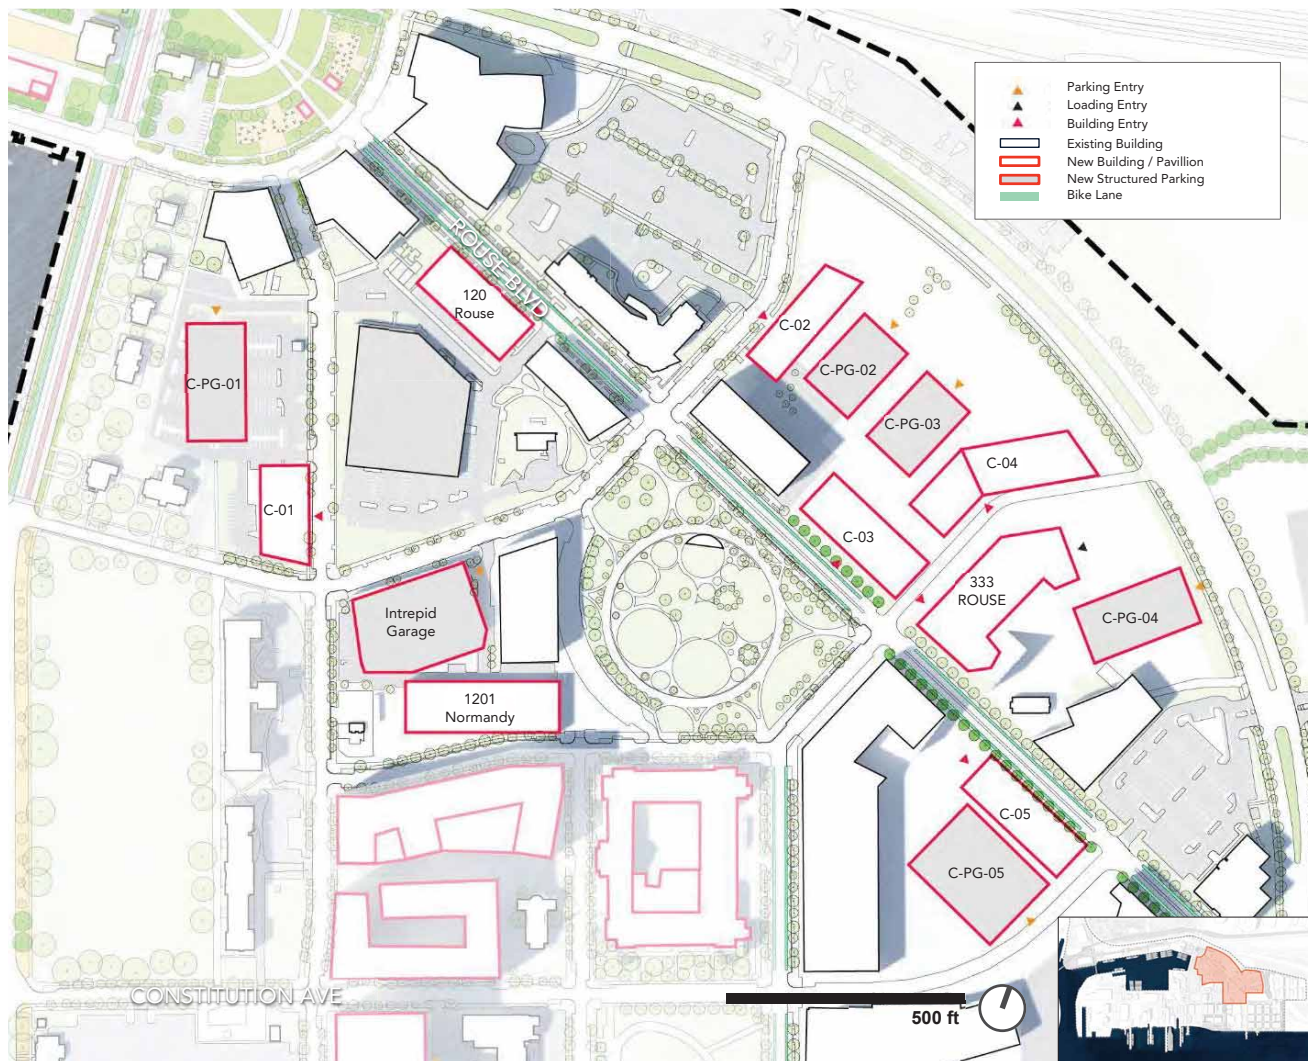 Parking Entry
Loading Entry
Building Entry
Existing Building
New Building / Pavillion
New Structured Parking
Bike Lane
ROUSE BLVD
120
Rouse
C-02
C-PG-01
C-PG-02
C-PG-03
C-04
C-01
C-03
333
ROUSE
Intrepid
Garage
C-PG-04
1201
Normandy
C-05
C-PG-05
CONSTITUTION AVE
500 ft